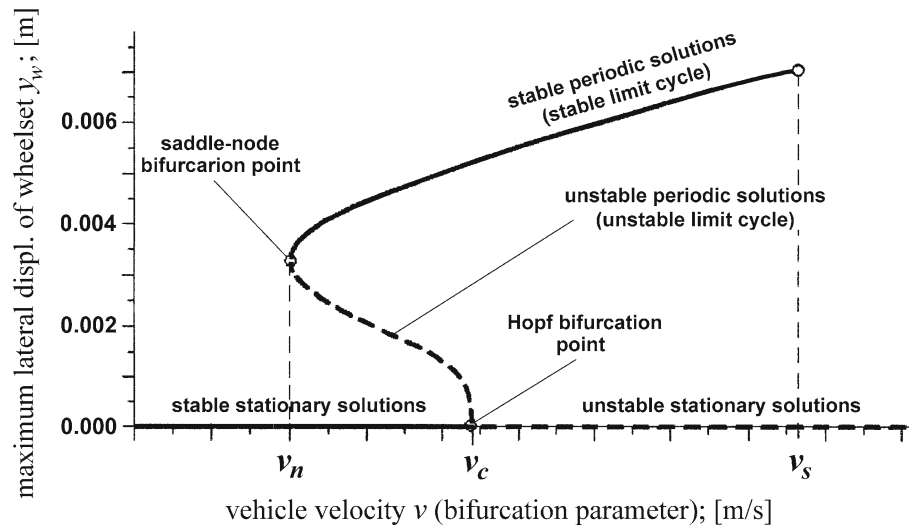 maximum lateral displ. of wheelset y_w; [m]
0.006
0.004
0.002
0.000
saddle-node
bifurcarion point
stable periodic solutions
(stable limit cycle)
unstable periodic solutions
(unstable limit cycle)
Hopf bifurcation
point
stable stationary solutions
unstable stationary solutions
v_n
v_c
v_s
vehicle velocity v (bifurcation parameter); [m/s]